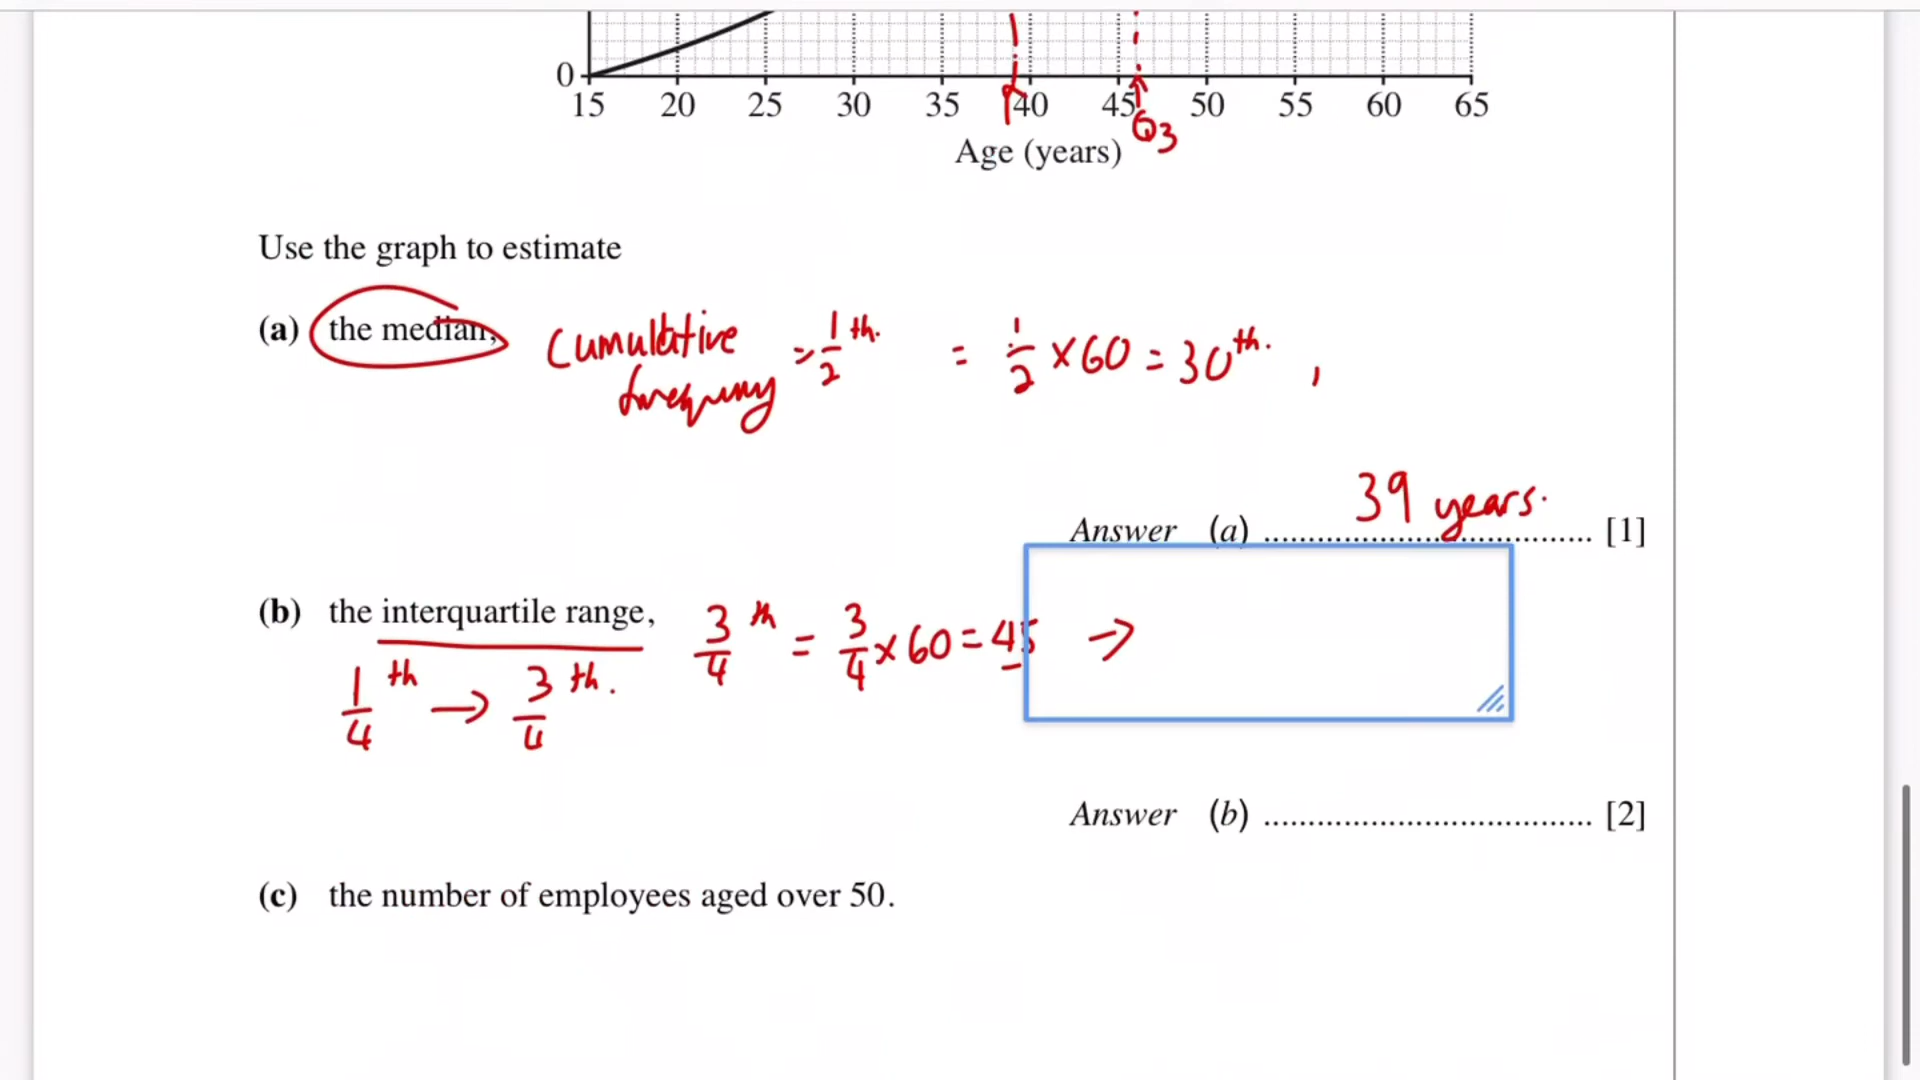 0
15 20 25 30 35 40 45 50 55 60 65
Q3
Age (years)
Use the graph to estimate
(a) the median, Cumulative frequency = 1/2 th. = 1/2 × 60 = 30th. ,
39 years.
Answer (a) ..................................... [1]
(b) the interquartile range, 3/4 th = 3/4 × 60 = 45 →
1/4 th → 3/4 th.
Answer (b) ..................................... [2]
(c) the number of employees aged over 50.